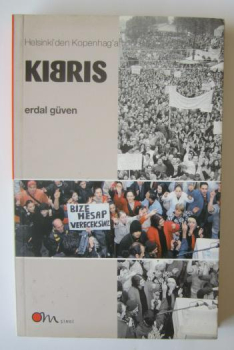 Helsinki'den Kopenhag'a
KIBRIS
erdal güven
BİZE HESAP
VERECEKSİNİZ
Om